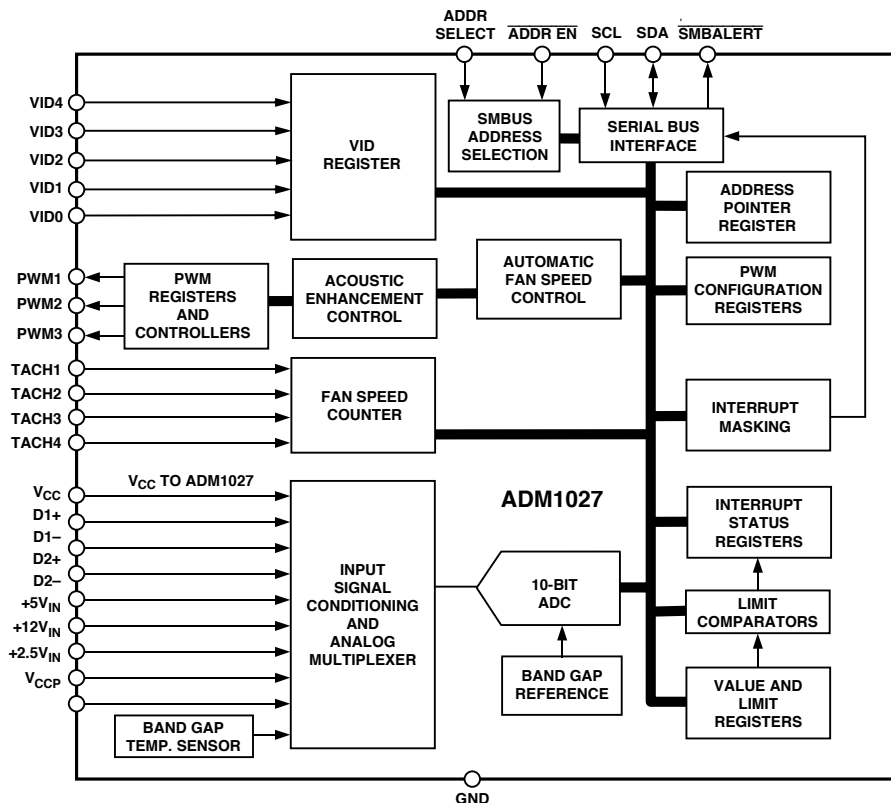 ADDR
SELECT
ADDR EN
SCL
SDA
SMBALERT
VID4
VID3
VID2
VID1
VID0
VID
REGISTER
SMBUS
ADDRESS
SELECTION
SERIAL BUS
INTERFACE
ADDRESS
POINTER
REGISTER
PWM1
PWM2
PWM3
PWM
REGISTERS
AND
CONTROLLERS
ACOUSTIC
ENHANCEMENT
CONTROL
AUTOMATIC
FAN SPEED
CONTROL
PWM
CONFIGURATION
REGISTERS
TACH1
TACH2
TACH3
TACH4
FAN SPEED
COUNTER
INTERRUPT
MASKING
VCC
D1+
D1–
D2+
D2–
+5VIN
+12VIN
+2.5VIN
VCCP
VCC TO ADM1027
BAND GAP
TEMP. SENSOR
INPUT
SIGNAL
CONDITIONING
AND
ANALOG
MULTIPLEXER
ADM1027
10-BIT
ADC
BAND GAP
REFERENCE
INTERRUPT
STATUS
REGISTERS
LIMIT
COMPARATORS
VALUE AND
LIMIT
REGISTERS
GND